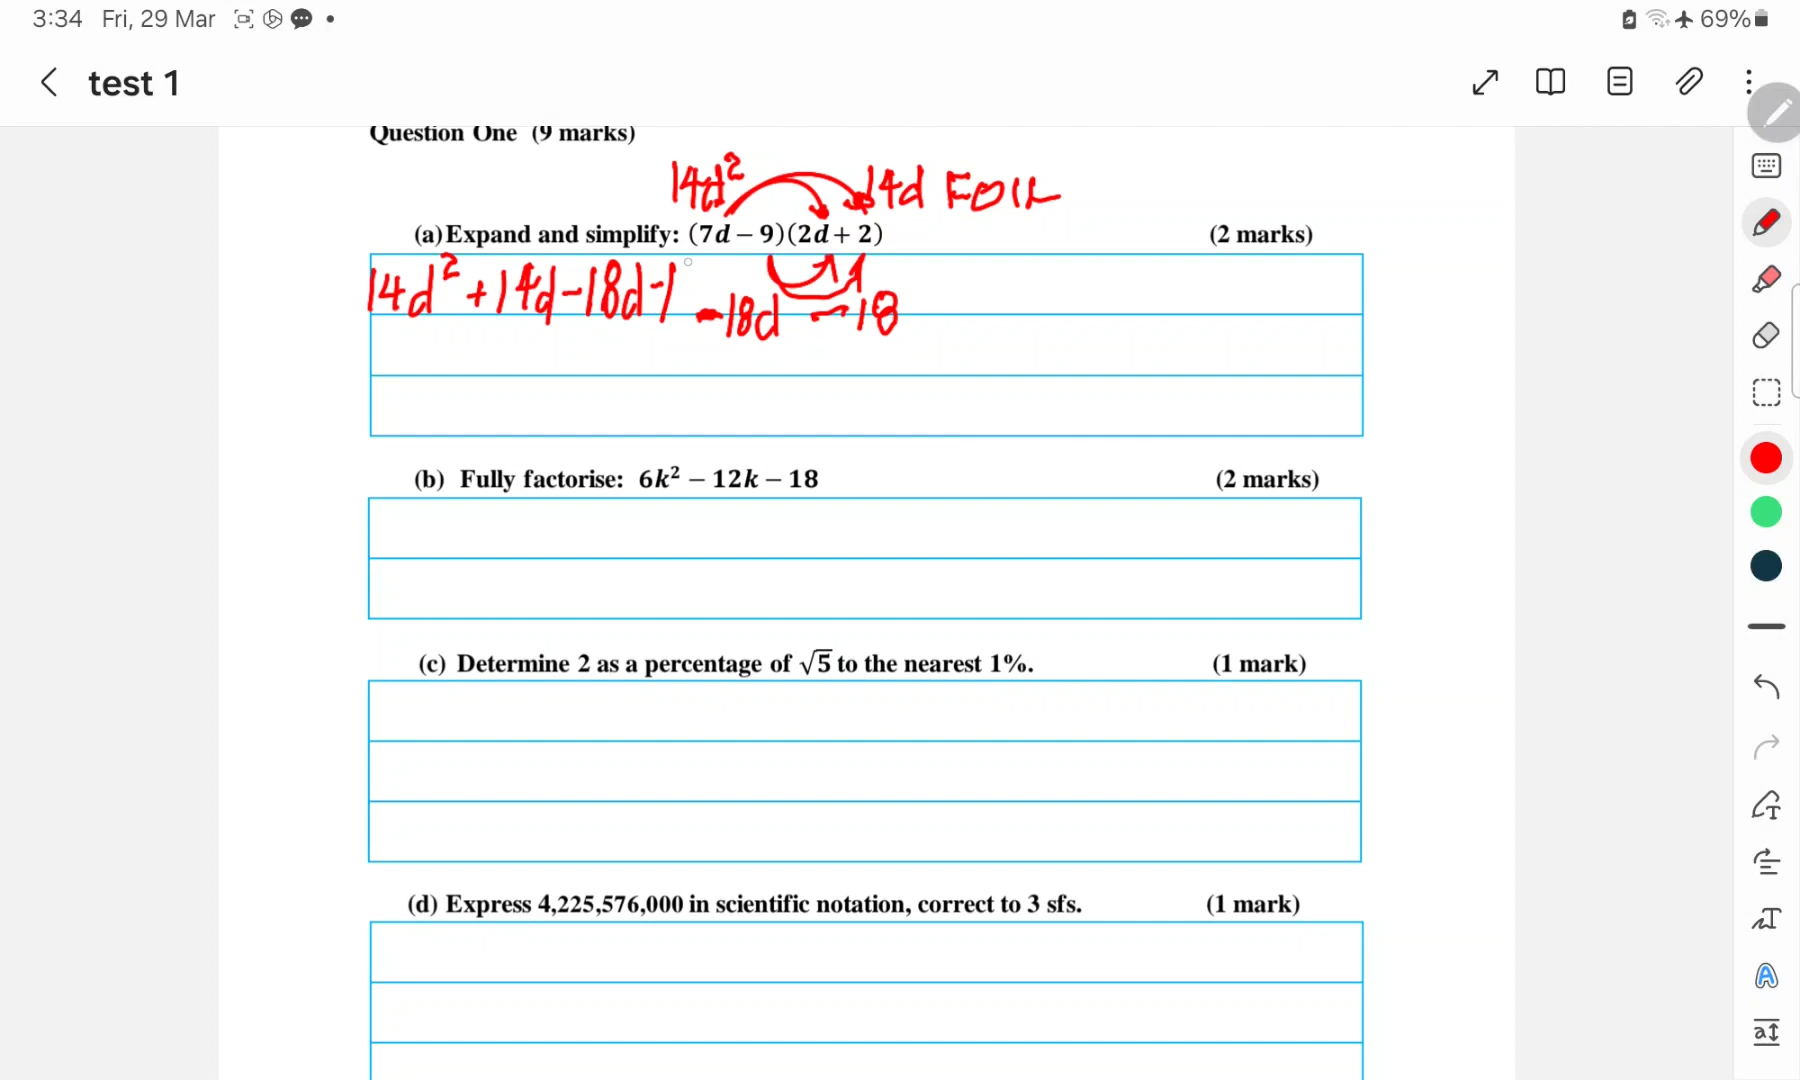 3:34 Fri, 29 Mar
69%
test 1
Question One (9 marks)
14d² 14d FOIL
(a) Expand and simplify: (7d − 9)(2d + 2) (2 marks)
14d² + 14d - 18d - 1
- 18d - 18
(b) Fully factorise: 6k² − 12k − 18 (2 marks)
(c) Determine 2 as a percentage of √5 to the nearest 1%. (1 mark)
(d) Express 4,225,576,000 in scientific notation, correct to 3 sfs. (1 mark)